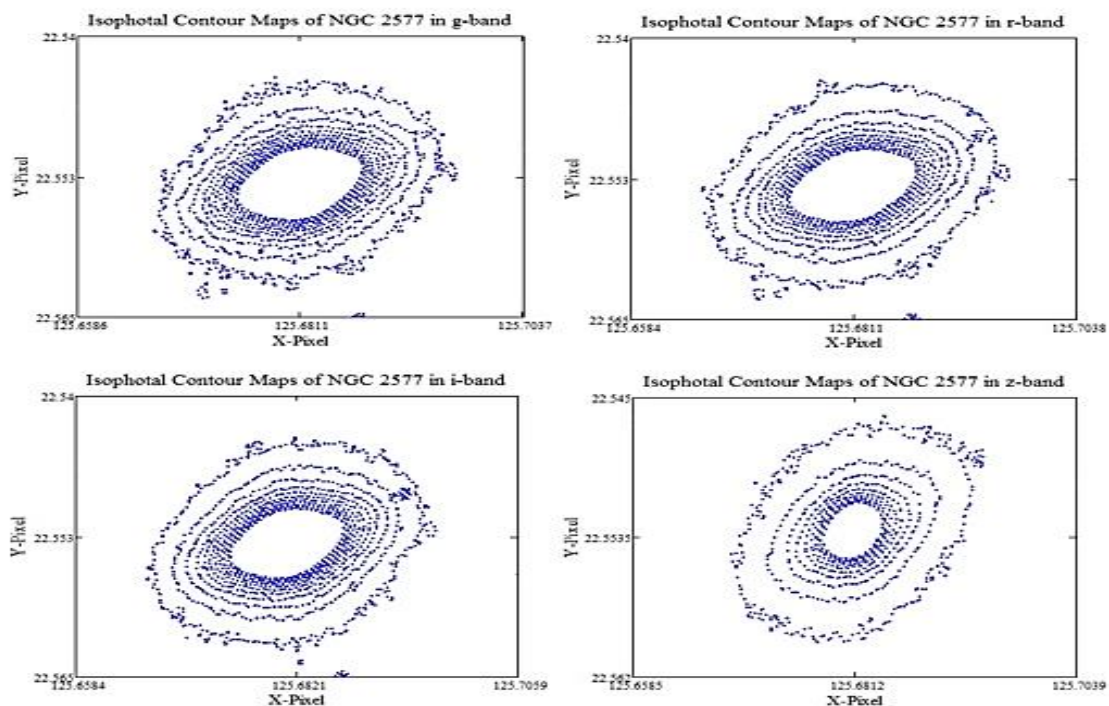 Isophotal Contour Maps of NGC 2577 in g-band
22.54
Y-Pixel
22.553
22.565
125.6586
125.6811
125.7037
X-Pixel
Isophotal Contour Maps of NGC 2577 in r-band
22.54
Y-Pixel
22.553
22.565
125.6584
125.6811
125.7038
X-Pixel
Isophotal Contour Maps of NGC 2577 in i-band
22.54
Y-Pixel
22.553
22.565
125.6584
125.6821
125.7059
X-Pixel
Isophotal Contour Maps of NGC 2577 in z-band
22.545
Y-Pixel
22.5535
125.6585
125.6812
125.7039
X-Pixel